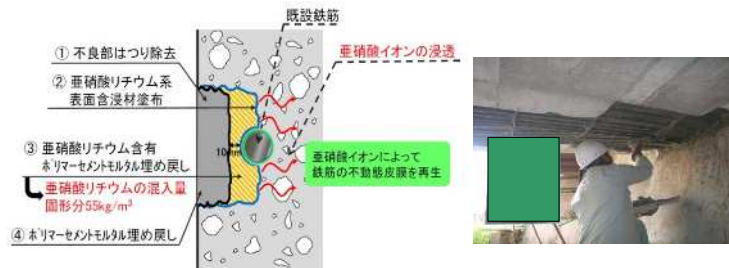 既設鉄筋
① 不良部はつり除去
亜硝酸イオンの浸透
② 亜硝酸リチウム系
表面含浸材塗布
③ 亜硝酸リチウム含有
ポリマーセメントモルタル埋め戻し
10mm
亜硝酸イオンによって
鉄筋の不動態皮膜を再生
亜硝酸リチウムの混入量
固形分55kg/m³
④ ポリマーセメントモルタル埋め戻し